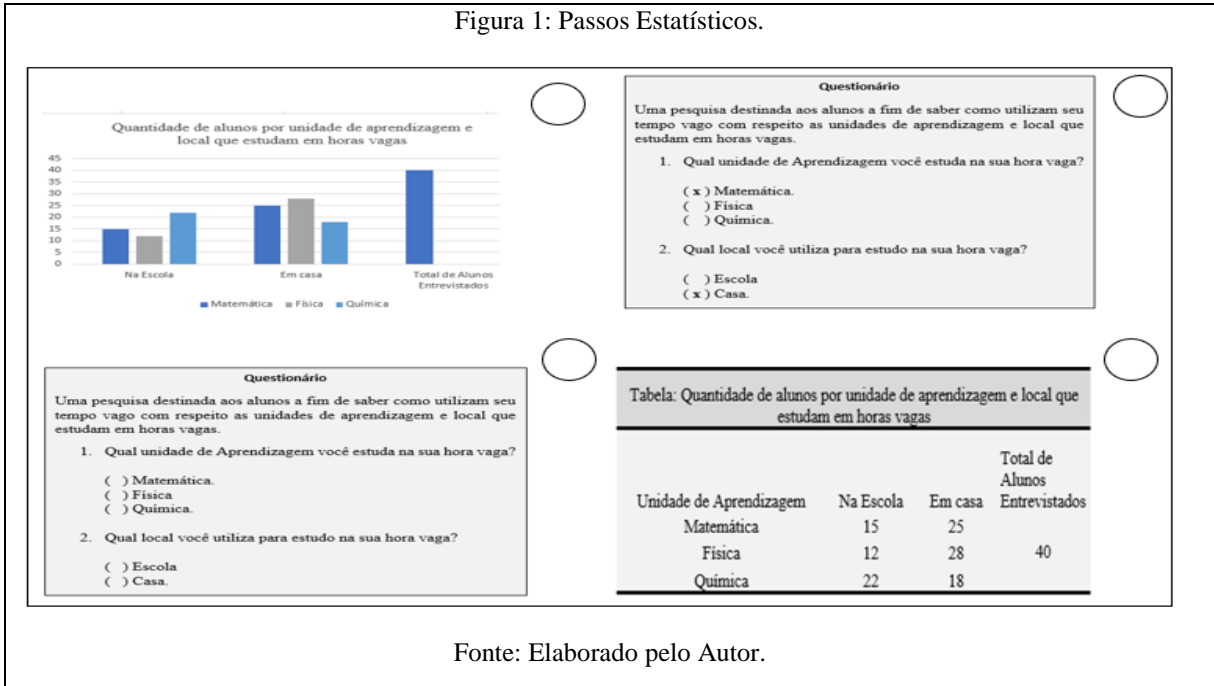 Figura 1: Passos Estatísticos.
Quantidade de alunos por unidade de aprendizagem e
local que estudam em horas vagas
45
40
35
30
25
20
15
10
5
0
Na Escola
Em casa
Total de Alunos
Entrevistados
Matemática
Física
Química
Questionário
Uma pesquisa destinada aos alunos a fim de saber como utilizam seu
tempo vago com respeito as unidades de aprendizagem e local que
estudam em horas vagas.
1. Qual unidade de Aprendizagem você estuda na sua hora vaga?
( x ) Matemática.
( ) Física
( ) Química.
2. Qual local você utiliza para estudo na sua hora vaga?
( ) Escola
( x ) Casa.
Questionário
Uma pesquisa destinada aos alunos a fim de saber como utilizam seu
tempo vago com respeito as unidades de aprendizagem e local que
estudam em horas vagas.
1. Qual unidade de Aprendizagem você estuda na sua hora vaga?
( ) Matemática.
( ) Física
( ) Química.
2. Qual local você utiliza para estudo na sua hora vaga?
( ) Escola
( ) Casa.
Tabela: Quantidade de alunos por unidade de aprendizagem e local que
estudam em horas vagas
Total de
Alunos
Unidade de Aprendizagem Na Escola Em casa Entrevistados
Matemática 15 25
Física 12 28 40
Química 22 18
Fonte: Elaborado pelo Autor.